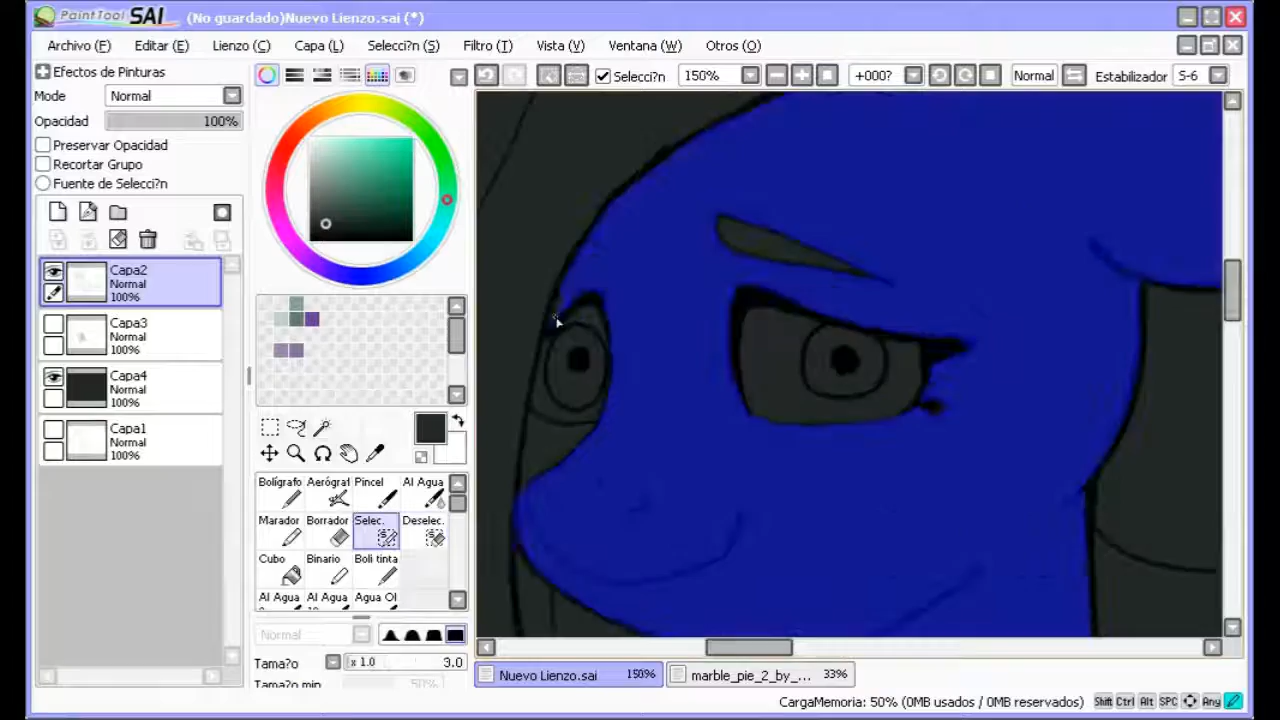 PaintTool SAI (No guardado)Nuevo Lienzo.sai (*)
Archivo (F) Editar (E) Lienzo (C) Capa (L) Selecci?n (S) Filtro (T) Vista (V) Ventana (W) Otros (O)
Efectos de Pinturas
Selecci?n 150% +000? Normal Estabilizador S-6
Mode Normal
Opacidad 100%
Preservar Opacidad
Recortar Grupo
Fuente de Selecci?n
Capa2
Normal
100%
Capa3
Normal
100%
Capa4
Normal
100%
Capa1
Normal
100%
Bolígrafo Aerógraf Pincel Al Agua
Marador Borrador Selec. Deselec.
Cubo Binario Boli tinta
Al Agua Al Agua Agua Ol
Normal
Tama?o x 1.0 3.0
Tama?o min 50%
Nuevo Lienzo.sai 150% marble_pie_2_by_... 33%
CargaMemoria: 50% (0MB usados / 0MB reservados) Shift Ctrl Alt SPC Any